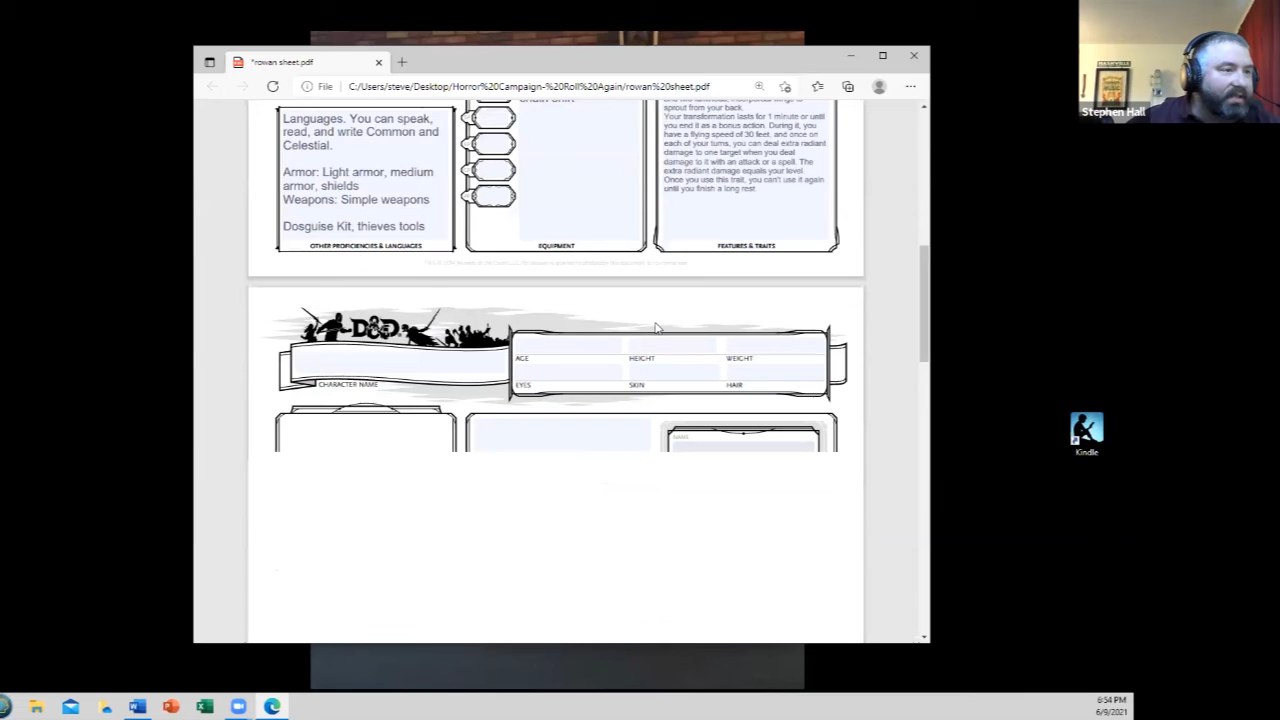 *rowan sheet.pdf
File
C:/Users/steve/Desktop/Horror%20Campaign-%20Roll%20Again/rowan%20sheet.pdf
NASHVILLE
Stephen Hall
Languages. You can speak,
read, and write Common and
Celestial.
Armor: Light armor, medium
armor, shields
Weapons: Simple weapons
Dosguise Kit, thieves tools
OTHER PROFICIENCIES & LANGUAGES
EQUIPMENT
sprout from your back.
Your transformation lasts for 1 minute or until
you end it as a bonus action. During it, you
have a flying speed of 30 feet, and once on
each of your turns, you can deal extra radiant
damage to one target when you deal
damage to it with an attack or a spell. The
extra radiant damage equals your level.
Once you use this trait, you can't use it again
until you finish a long rest.
FEATURES & TRAITS
D&D
CHARACTER NAME
AGE
HEIGHT
WEIGHT
EYES
SKIN
HAIR
NAME
Kindle
6:54 PM
6/9/2021